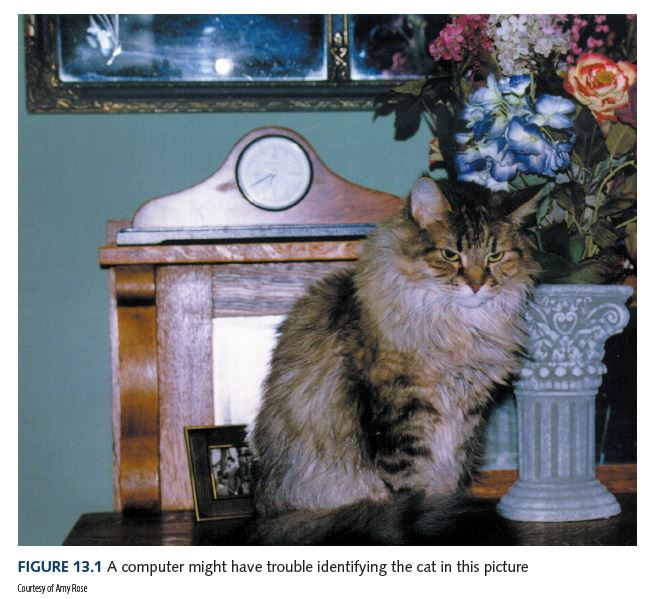 FIGURE 13.1 A computer might have trouble identifying the cat in this picture
Courtesy of Amy Rose